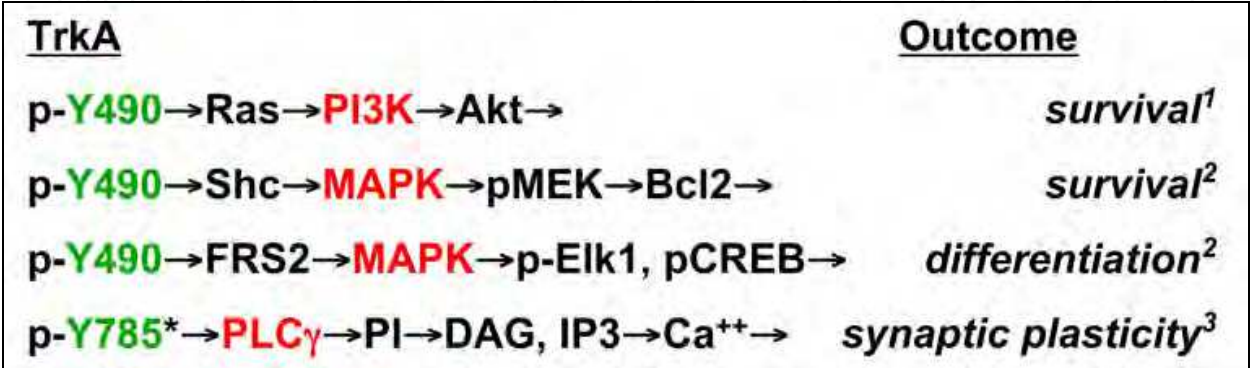 TrkA Outcome
p-Y490→Ras→PI3K→Akt→ survival¹
p-Y490→Shc→MAPK→pMEK→Bcl2→ survival²
p-Y490→FRS2→MAPK→p-Elk1, pCREB→ differentiation²
p-Y785*→PLCγ→PI→DAG, IP3→Ca⁺⁺→ synaptic plasticity³